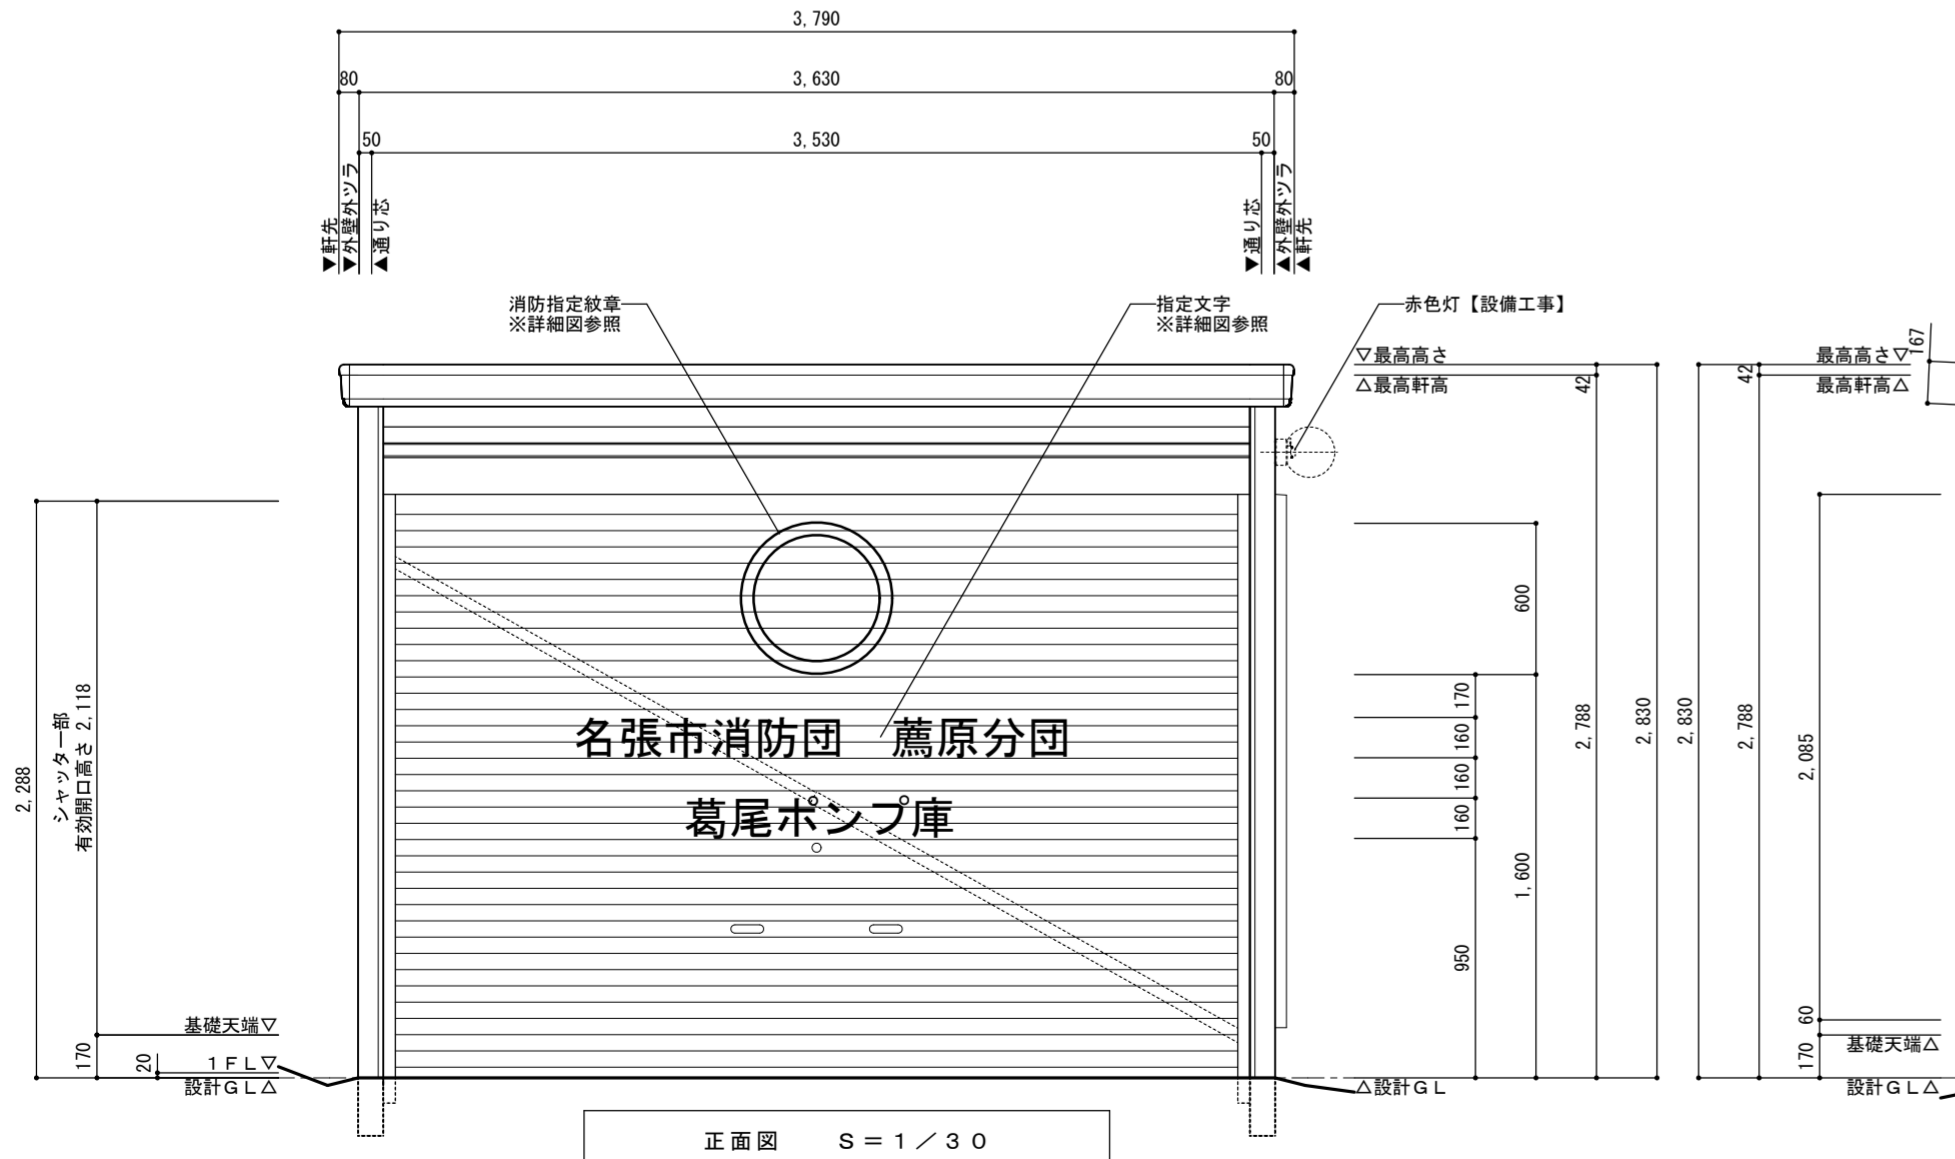 3,790
80 3,630 80
50 3,530 50
▼軒先
▼外壁外ツラ
▲通り芯
▼通り芯
▲外壁外ツラ
▲軒先
消防指定紋章
※詳細図参照
指定文字
※詳細図参照
赤色灯【設備工事】
▽最高高さ
△最高軒高
42
42
最高高さ▽
最高軒高△
167
2,288
シャッター部
有効開口高さ 2,118
170
20
基礎天端▽
1FL▽
設計GL△
名張市消防団 薦原分団
葛尾ポンプ庫
600
170
160
160
160
950
1,600
2,788
2,830
2,830
2,788
2,085
60
170
基礎天端△
設計GL△
△設計GL
正面図 S=1/30